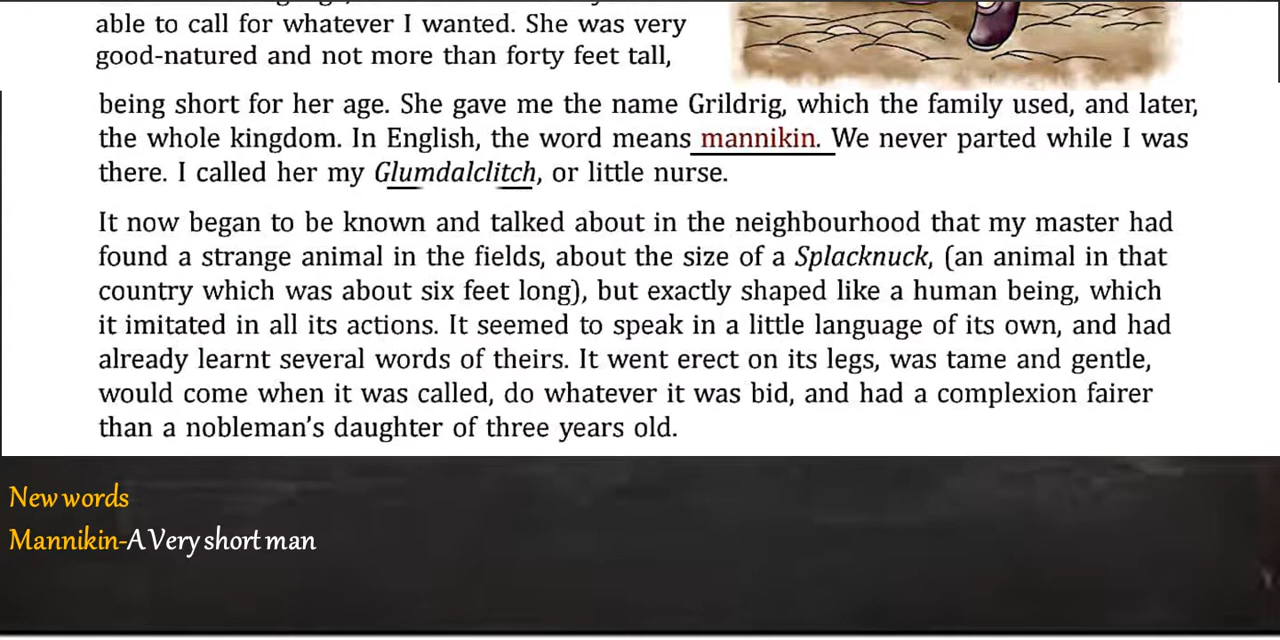 able to call for whatever I wanted. She was very
good-natured and not more than forty feet tall,
being short for her age. She gave me the name Grildrig, which the family used, and later,
the whole kingdom. In English, the word means mannikin. We never parted while I was
there. I called her my Glumdalclitch, or little nurse.
It now began to be known and talked about in the neighbourhood that my master had
found a strange animal in the fields, about the size of a Splacknuck, (an animal in that
country which was about six feet long), but exactly shaped like a human being, which
it imitated in all its actions. It seemed to speak in a little language of its own, and had
already learnt several words of theirs. It went erect on its legs, was tame and gentle,
would come when it was called, do whatever it was bid, and had a complexion fairer
than a nobleman's daughter of three years old.
New words
Mannikin-A Very short man